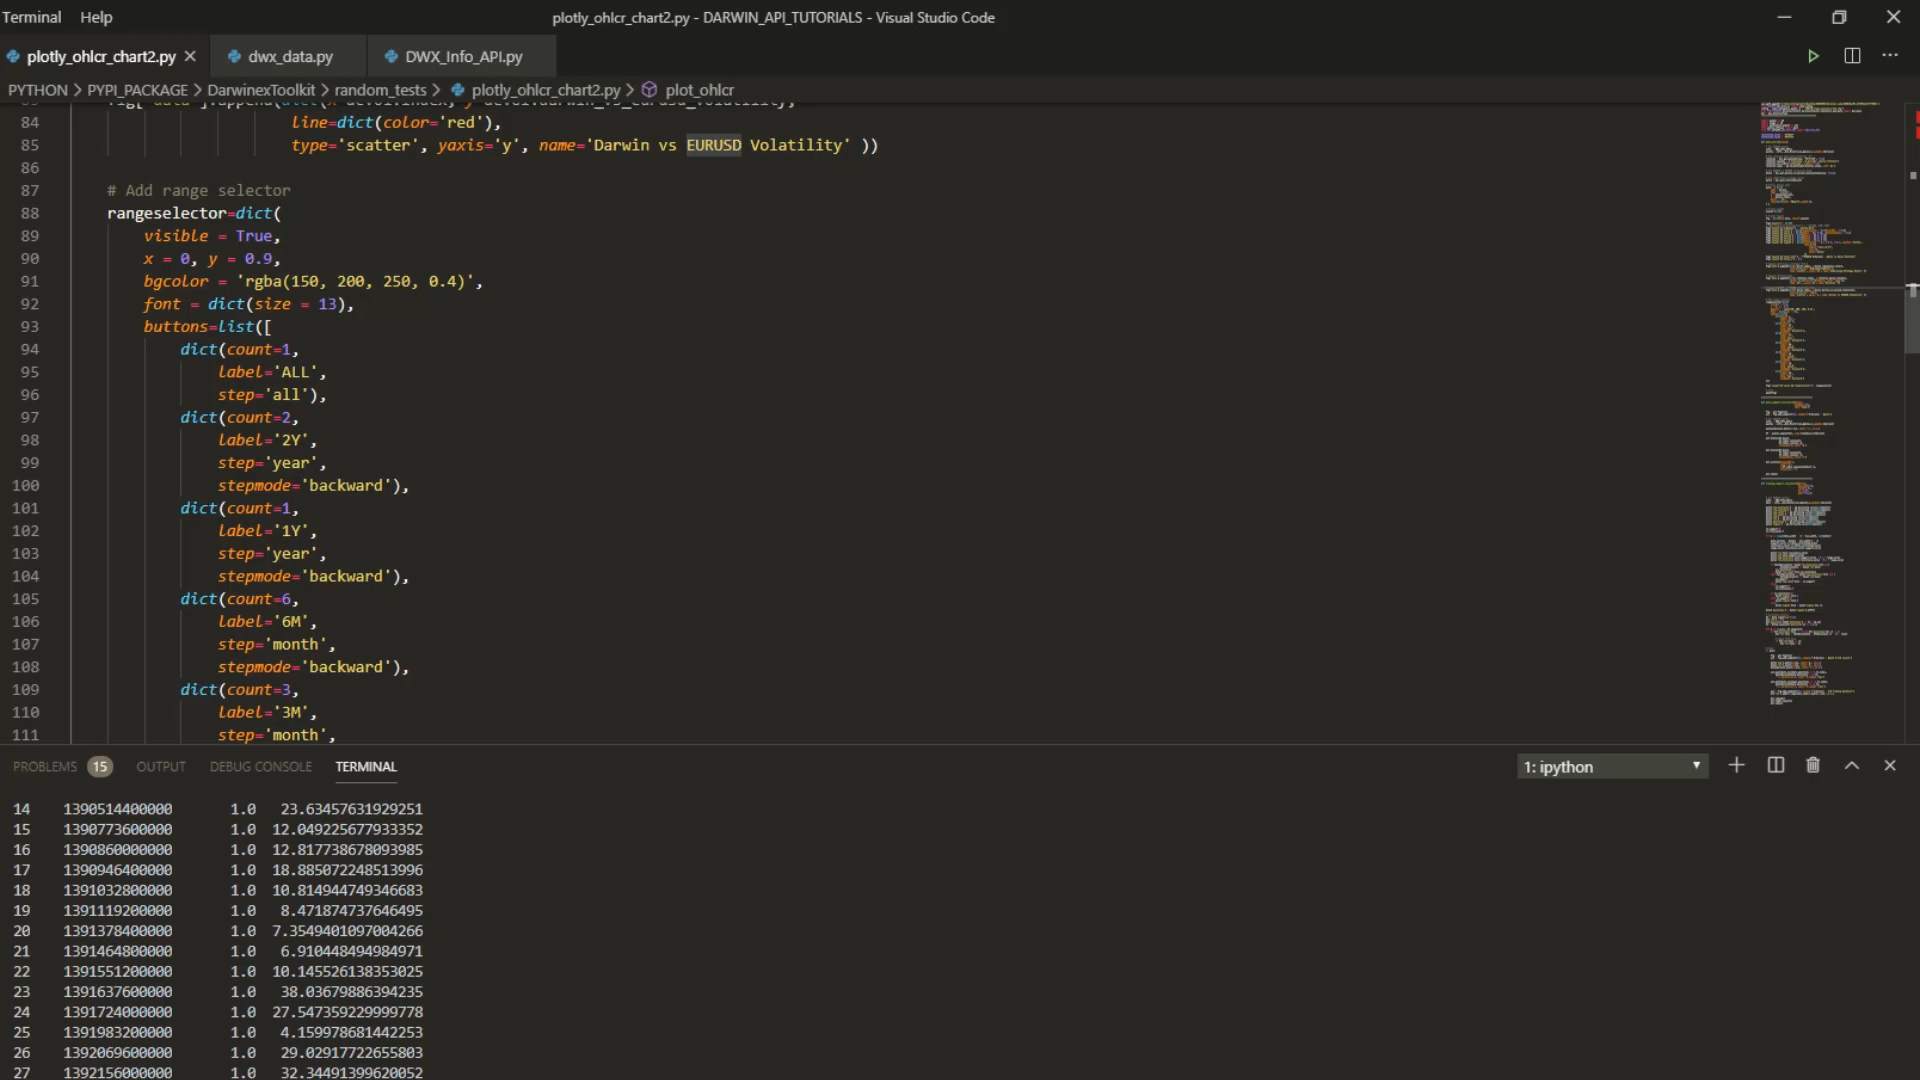 Terminal Help plotly_ohlcr_chart2.py - DARWIN_API_TUTORIALS - Visual Studio Code
plotly_ohlcr_chart2.py dwx_data.py DWX_Info_API.py
PYTHON > PYPI_PACKAGE > DarwinexToolkit > random_tests > plotly_ohlcr_chart2.py > plot_ohlcr
84 line=dict(color='red'),
85 type='scatter', yaxis='y', name='Darwin vs EURUSD Volatility' ))
86
87 # Add range selector
88 rangeselector=dict(
89 visible = True,
90 x = 0, y = 0.9,
91 bgcolor = 'rgba(150, 200, 250, 0.4)',
92 font = dict(size = 13),
93 buttons=list([
94 dict(count=1,
95 label='ALL',
96 step='all'),
97 dict(count=2,
98 label='2Y',
99 step='year',
100 stepmode='backward'),
101 dict(count=1,
102 label='1Y',
103 step='year',
104 stepmode='backward'),
105 dict(count=6,
106 label='6M',
107 step='month',
108 stepmode='backward'),
109 dict(count=3,
110 label='3M',
111 step='month',
PROBLEMS 15 OUTPUT DEBUG CONSOLE TERMINAL 1: ipython
14 1390514400000 1.0 23.63457631929251
15 1390773600000 1.0 12.049225677933352
16 1390860000000 1.0 12.817738678093985
17 1390946400000 1.0 18.885072248513996
18 1391032800000 1.0 10.814944749346683
19 1391119200000 1.0 8.471874737646495
20 1391378400000 1.0 7.3549401097004266
21 1391464800000 1.0 6.910448494984971
22 1391551200000 1.0 10.145526138353025
23 1391637600000 1.0 38.03679886394235
24 1391724000000 1.0 27.547359229999778
25 1391983200000 1.0 4.159978681442253
26 1392069600000 1.0 29.02917722655803
27 1392156000000 1.0 32.34491399620052